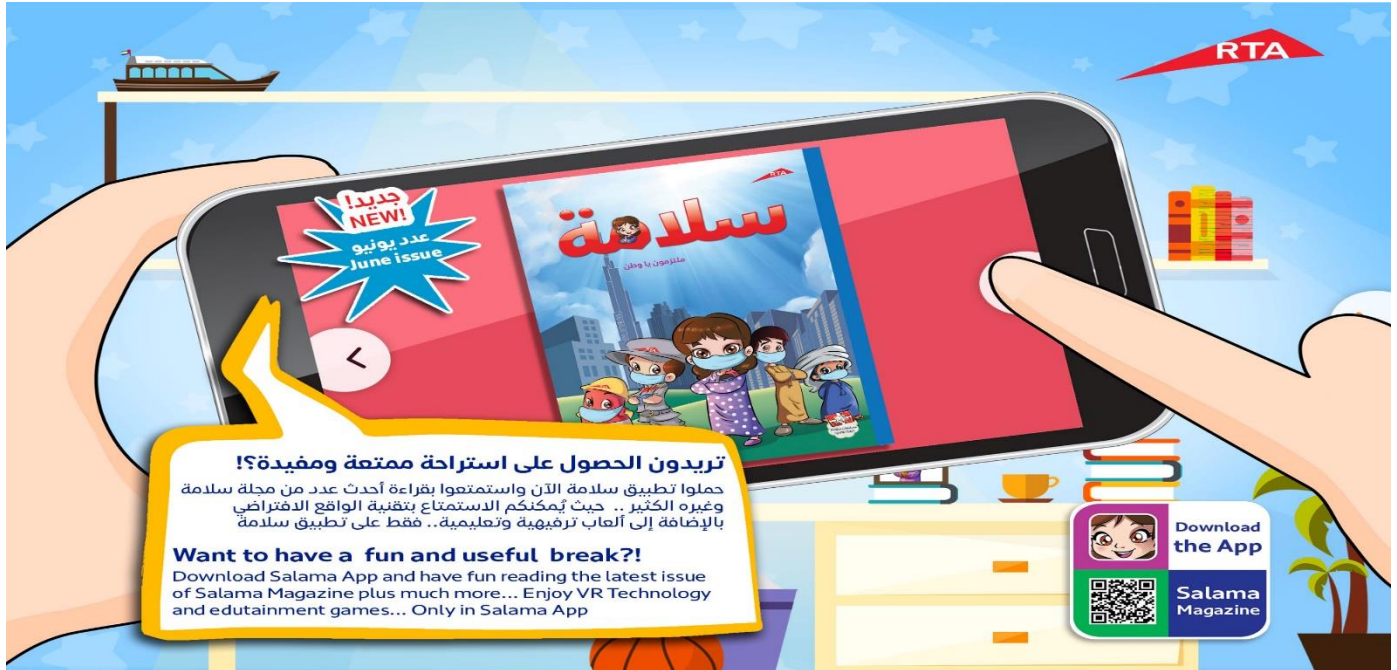 RTA
جديد!
NEW!
عدد يونيو
June issue
RTA
سلامة
ملتزمون يا وطن
تريدون الحصول على استراحة ممتعة ومفيدة؟!
حملوا تطبيق سلامة الآن واستمتعوا بقراءة أحدث عدد من مجلة سلامة
وغيره الكثير .. حيث يُمكنكم الاستمتاع بتقنية الواقع الافتراضي
بالإضافة إلى ألعاب ترفيهية وتعليمية.. فقط على تطبيق سلامة
Want to have a fun and useful break?!
Download Salama App and have fun reading the latest issue
of Salama Magazine plus much more... Enjoy VR Technology
and edutainment games... Only in Salama App
Download
the App
Salama
Magazine